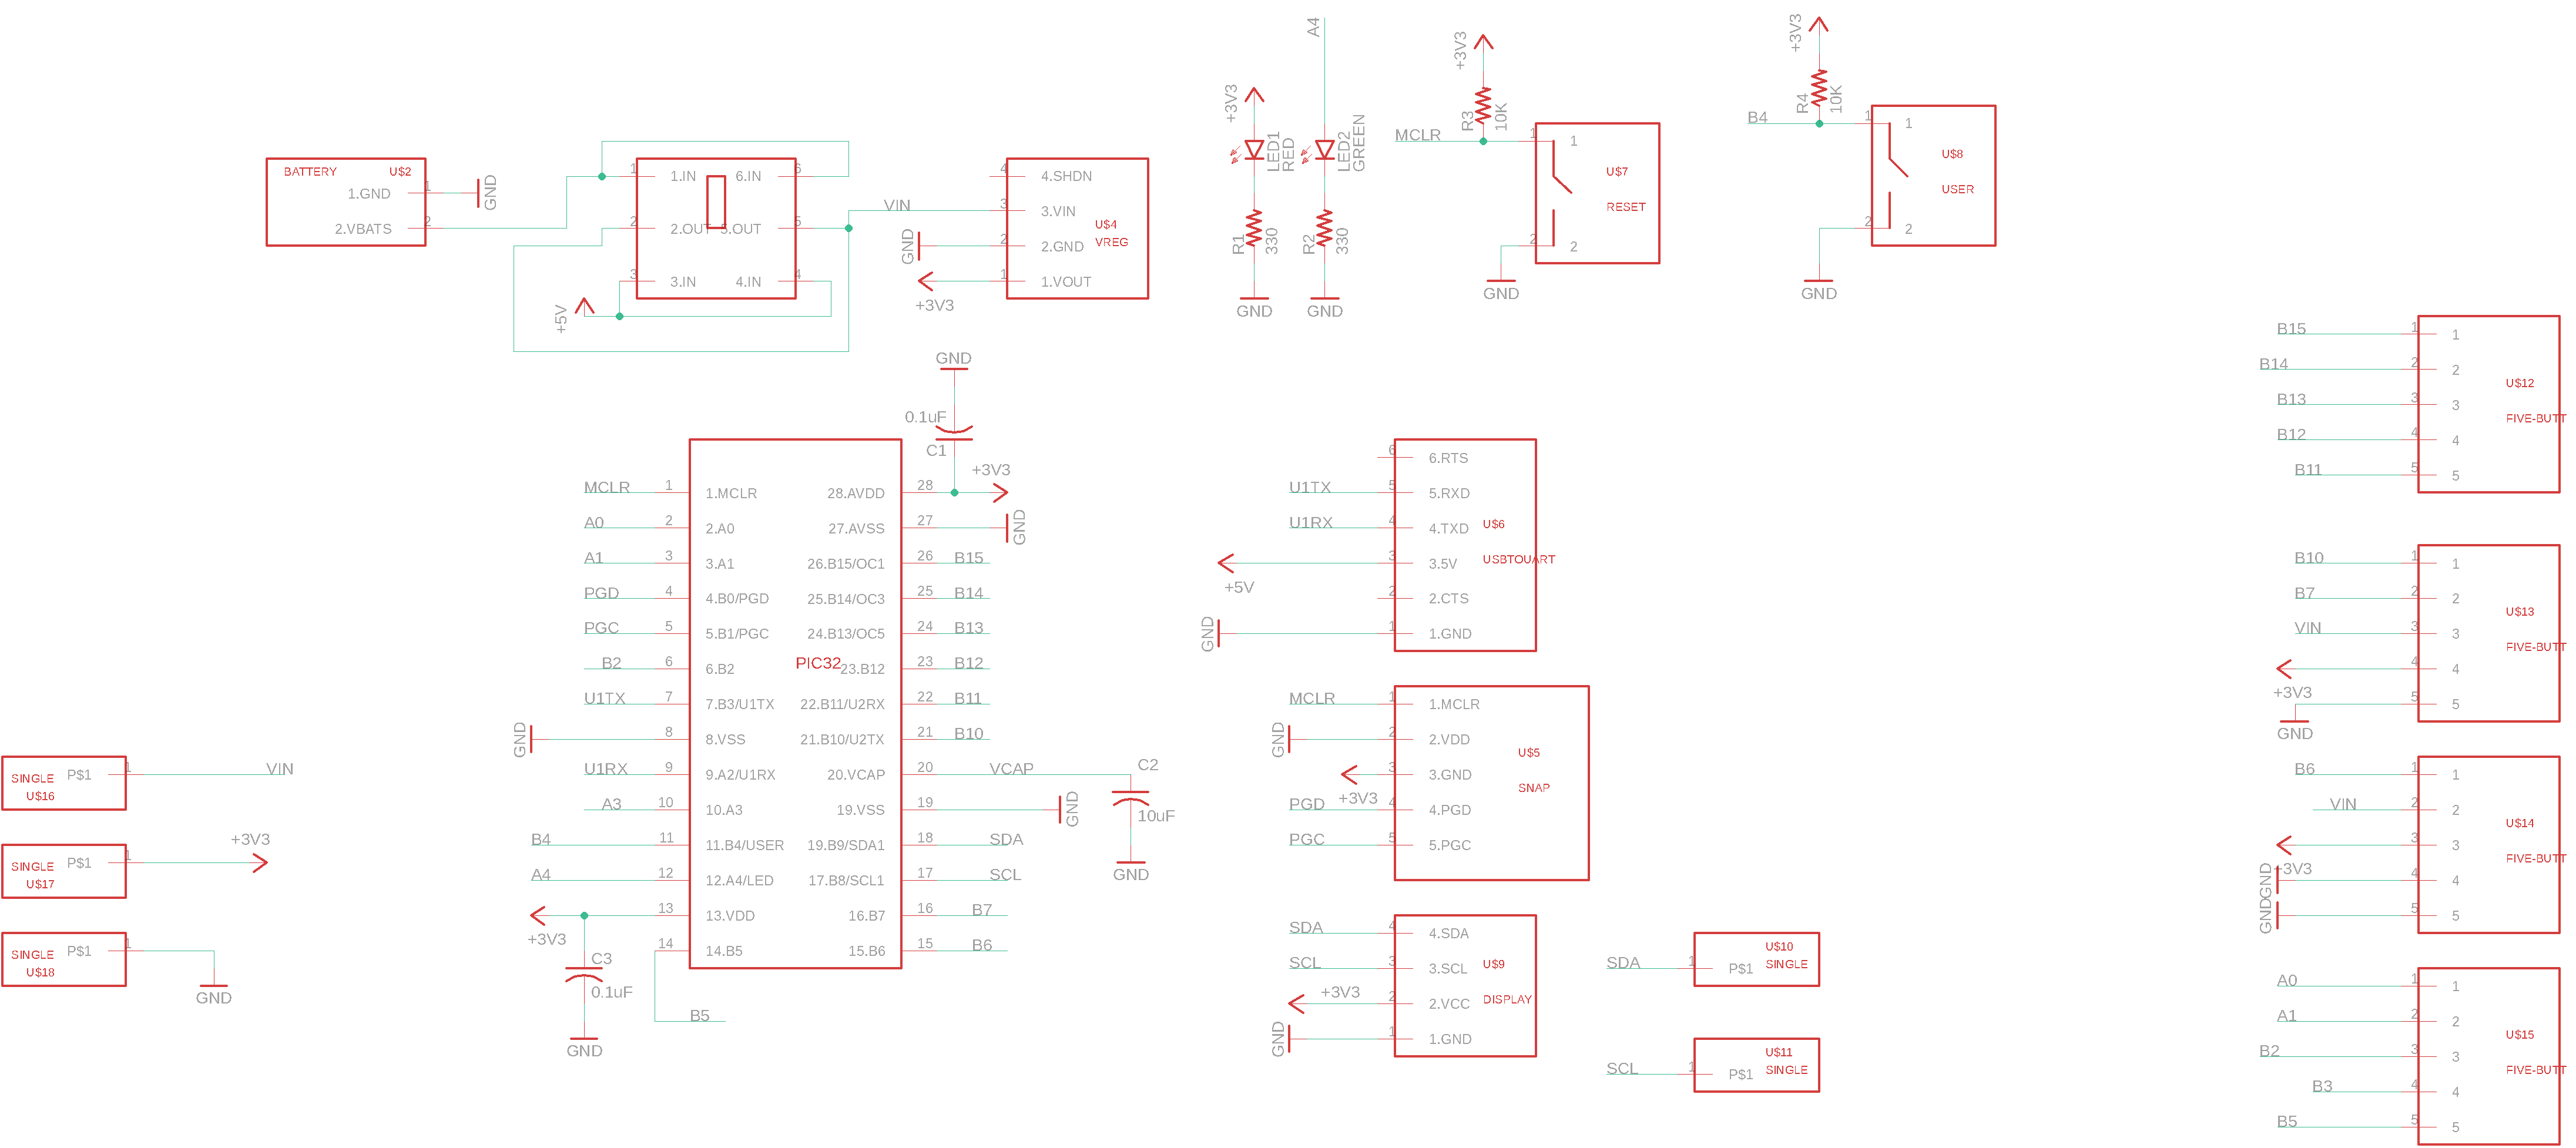 BATTERY U$2
1.GND 1 GND
2.VBATS 2
1 1.IN 6.IN 6
2 2.OUT 5.OUT 5
3 3.IN 4.IN 4
+5V
VIN
4 4.SHDN
3 3.VIN
2 2.GND
1 1.VOUT
U$4
VREG
GND
+3V3
+3V3
LED1
RED
R1
330
GND
A4
LED2
GREEN
R2
330
GND
+3V3
R3
10K
MCLR
1 1
2 2
U$7
RESET
GND
+3V3
R4
10K
B4
1 1
2 2
U$8
USER
GND
GND
0.1uF
C1
+3V3
PIC32
MCLR 1 1.MCLR
A0 2 2.A0
A1 3 3.A1
PGD 4 4.B0/PGD
PGC 5 5.B1/PGC
B2 6 6.B2
U1TX 7 7.B3/U1TX
GND 8 8.VSS
U1RX 9 9.A2/U1RX
A3 10 10.A3
B4 11 11.B4/USER
A4 12 12.A4/LED
+3V3 13 13.VDD
14 14.B5
B5
C3
0.1uF
GND
28.AVDD 28
27.AVSS 27 GND
26.B15/OC1 26 B15
25.B14/OC3 25 B14
24.B13/OC5 24 B13
23.B12 23 B12
22.B11/U2RX 22 B11
21.B10/U2TX 21 B10
20.VCAP 20 VCAP
19.VSS 19 GND
19.B9/SDA1 18 SDA
17.B8/SCL1 17 SCL
16.B7 16 B7
15.B6 15 B6
C2
10uF
GND
6 6.RTS
U1TX 5 5.RXD
U1RX 4 4.TXD
+5V 3 3.5V
2 2.CTS
GND 1 1.GND
U$6
USBTOUART
MCLR 1 1.MCLR
GND 2 2.VDD
+3V3 3 3.GND
PGD 4 4.PGD
PGC 5 5.PGC
U$5
SNAP
SDA 4 4.SDA
SCL 3 3.SCL
+3V3 2 2.VCC
GND 1 1.GND
U$9
DISPLAY
SDA 1 P$1
U$10
SINGLE
SCL 1 P$1
U$11
SINGLE
SINGLE P$1 1 VIN
U$16
SINGLE P$1 1 +3V3
U$17
SINGLE P$1 1
U$18
GND
B15 1 1
B14 2 2
B13 3 3
B12 4 4
B11 5 5
U$12
FIVE-BUTT
B10 1 1
B7 2 2
VIN 3 3
+3V3 4 4
GND 5 5
U$13
FIVE-BUTT
B6 1 1
VIN 2 2
+3V3 3 3
GND 4 4
GND 5 5
U$14
FIVE-BUTT
A0 1 1
A1 2 2
B2 3 3
B3 4 4
B5 5 5
U$15
FIVE-BUTT